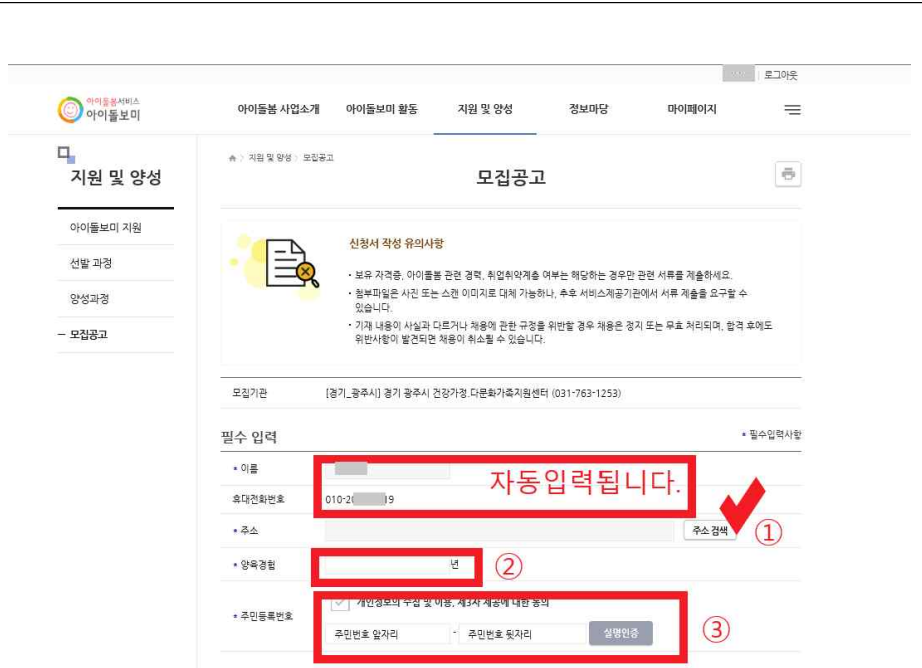 로그아웃
아이돌봄서비스
아이돌보미
아이돌봄 사업소개 아이돌보미 활동 지원 및 양성 정보마당 마이페이지
지원 및 양성
아이돌보미 지원
선발 과정
양성과정
모집공고
지원 및 양성 > 모집공고
모집공고
신청서 작성 유의사항
• 보유 자격증, 아이돌봄 관련 경력, 취업취약계층 여부는 해당하는 경우만 관련 서류를 제출하세요.
• 첨부파일은 사진 또는 스캔 이미지로 대체 가능하나, 추후 서비스제공기관에서 서류 제출을 요구할 수
있습니다.
• 기재 내용이 사실과 다르거나 채용에 관한 규정을 위반할 경우 채용은 정지 또는 무효 처리되며, 합격 후에도
위반사항이 발견되면 채용이 취소될 수 있습니다.
모집기관 [경기_광주시] 경기 광주시 건강가정.다문화가족지원센터 (031-763-1253)
필수 입력 • 필수입력사항
• 이름
자동입력됩니다.
휴대전화번호 010-2 19
• 주소 주소 검색 ①
• 양육경험 년 ②
개인정보의 수집 및 이용, 제3자 제공에 대한 동의
• 주민등록번호
주민번호 앞자리 - 주민번호 뒷자리 실명인증 ③